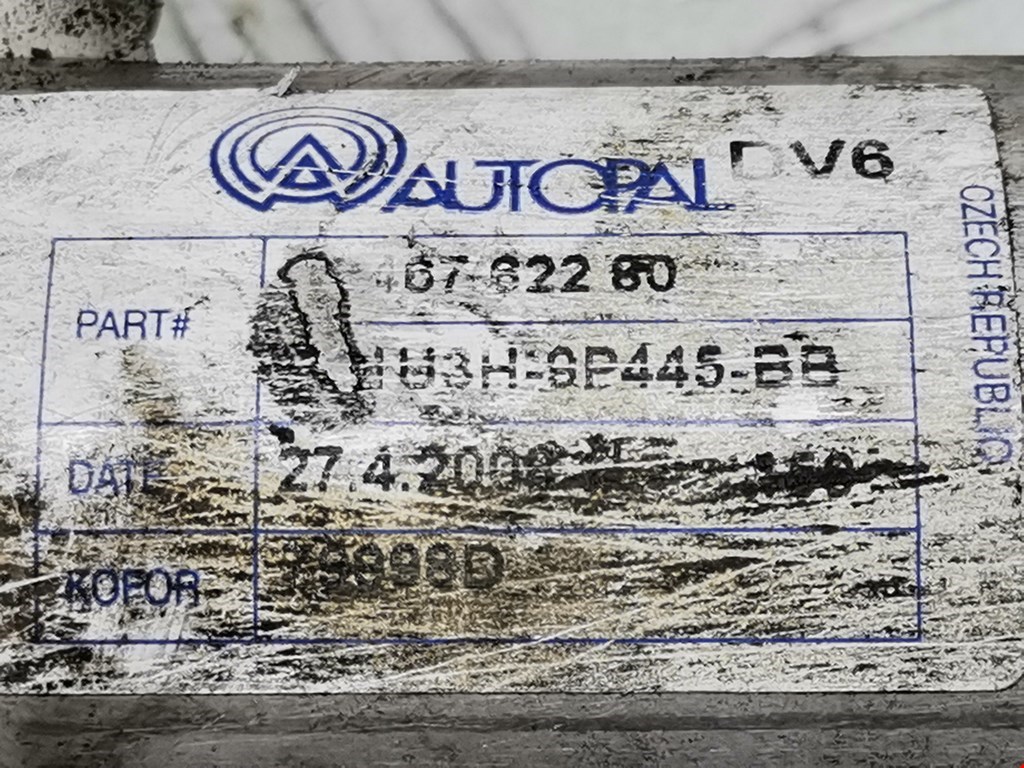 AUTOPAL DV6
PART#
67 622 80
U3H-9P445-BB
DATE 27.4.200
KOFOR
CZECH REPUBLIC